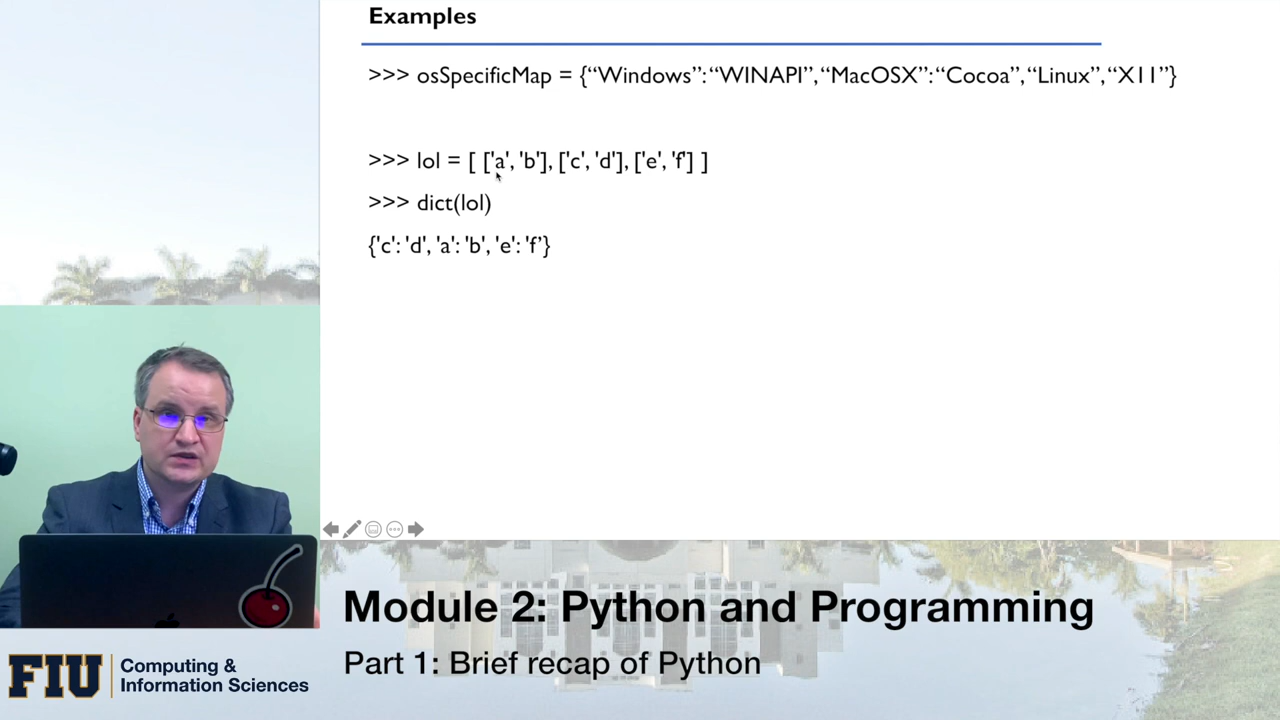 Examples
>>> osSpecificMap = {“Windows”:“WINAPI”,“MacOSX”:“Cocoa”,“Linux”,“X11”}
>>> lol = [ ['a', 'b'], ['c', 'd'], ['e', 'f'] ]
>>> dict(lol)
{'c': 'd', 'a': 'b', 'e': 'f’}
Module 2: Python and Programming
Part 1: Brief recap of Python
FIU
Computing &
Information Sciences